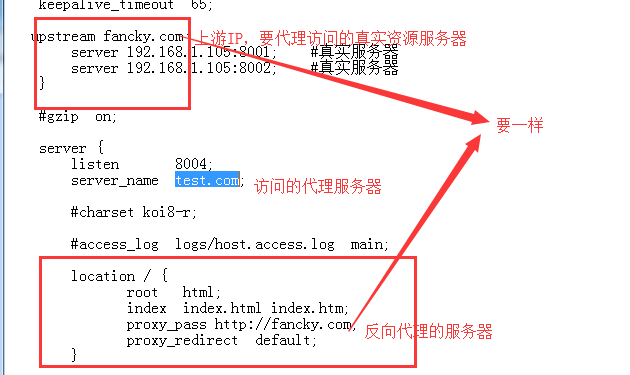 keepalive_timeout 65;
upstream fancky.com 上游IP，要代理访问的真实资源服务器
server 192.168.1.105:8001; #真实服务器
server 192.168.1.105:8002; #真实服务器
}
要一样
#gzip on;
server {
listen 8004;
server_name test.com; 访问的代理服务器
#charset koi8-r;
#access_log logs/host.access.log main;
location / {
root html;
index index.html index.htm;
proxy_pass http://fancky.com; 反向代理的服务器
proxy_redirect default;
}